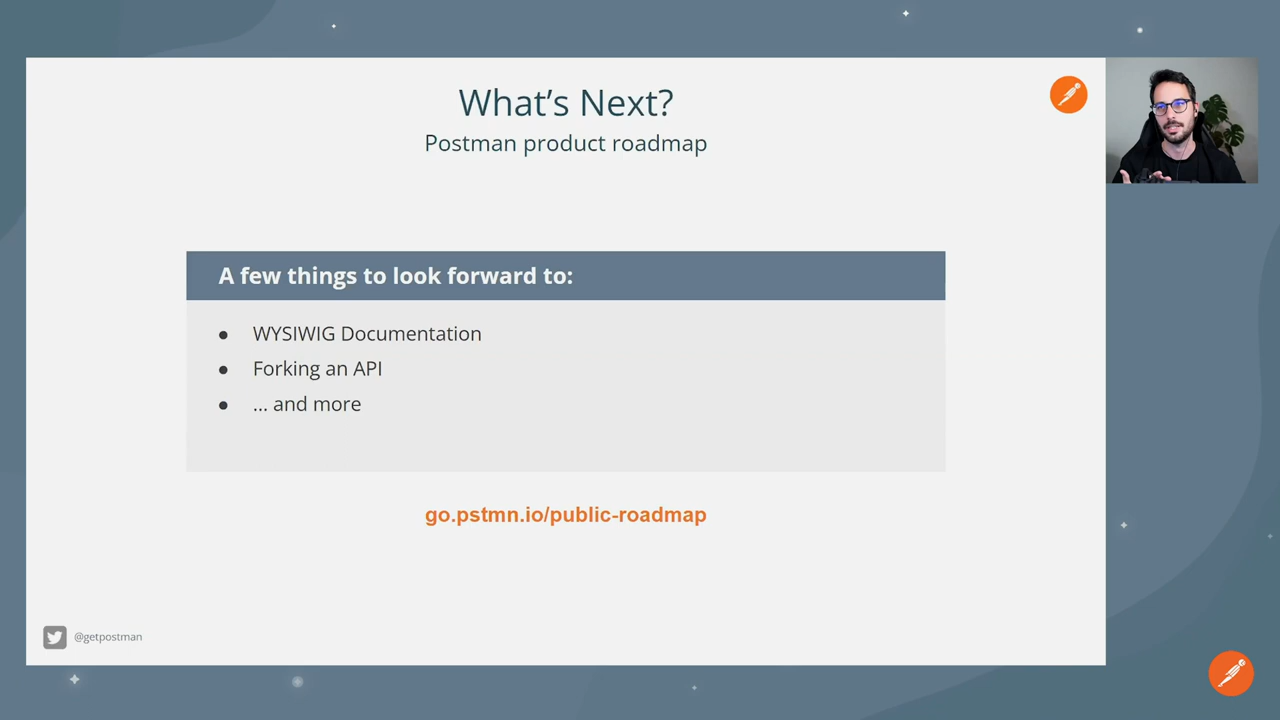 What’s Next?
Postman product roadmap
A few things to look forward to:
● WYSIWIG Documentation
● Forking an API
● ... and more
go.pstmn.io/public-roadmap
@getpostman